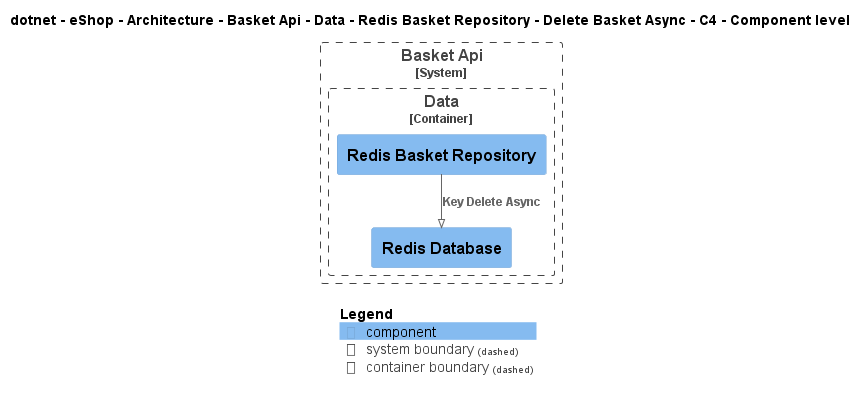 dotnet - eShop - Architecture - Basket Api - Data - Redis Basket Repository - Delete Basket Async - C4 - Component level
Basket Api
[System]
Data
[Container]
Redis Basket Repository
Key Delete Async
Redis Database
Legend
component
system boundary (dashed)
container boundary (dashed)